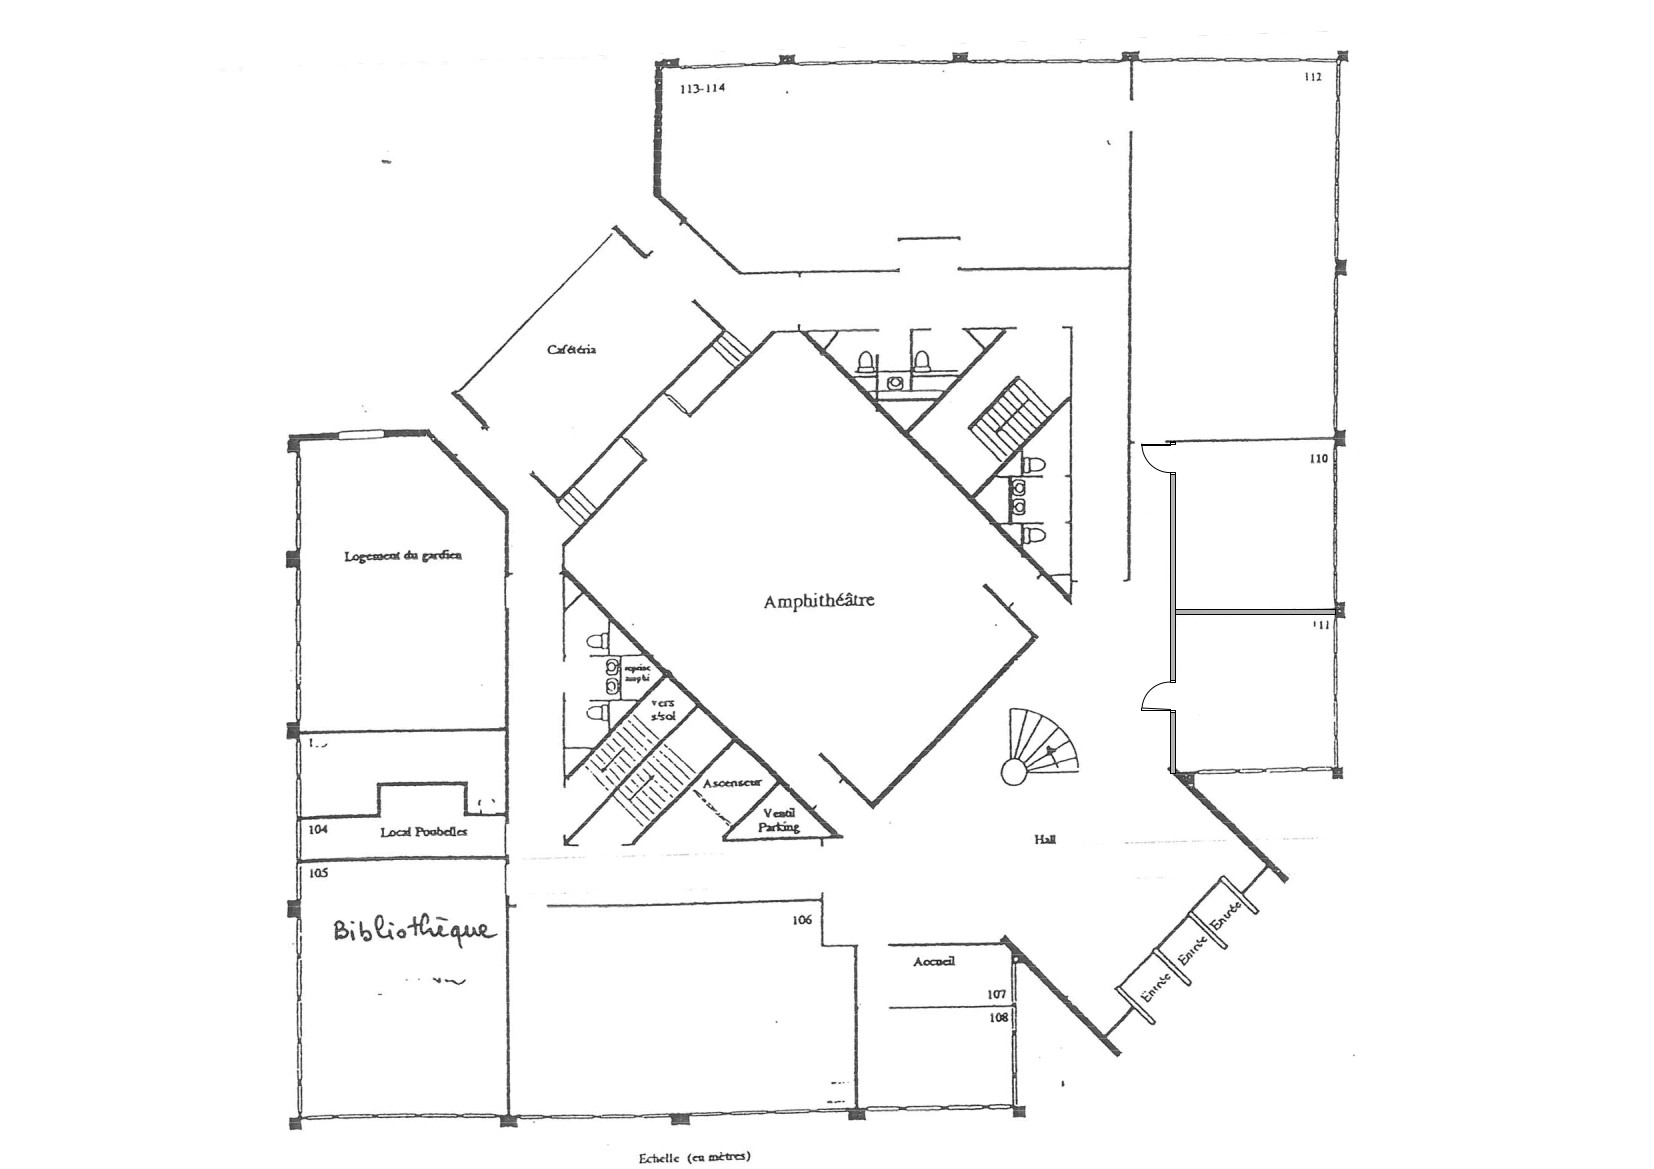 113-114
112
Cafétéria
110
Logement du gardien
Amphithéâtre
111
reprise
amphi
vers
s/sol
Ascenseur
Ventil
Parking
104
Local Poubelles
Hall
105
Bibliothèque
106
Entrée
Entrée
Entrée
Accueil
107
108
Echelle (en mètres)